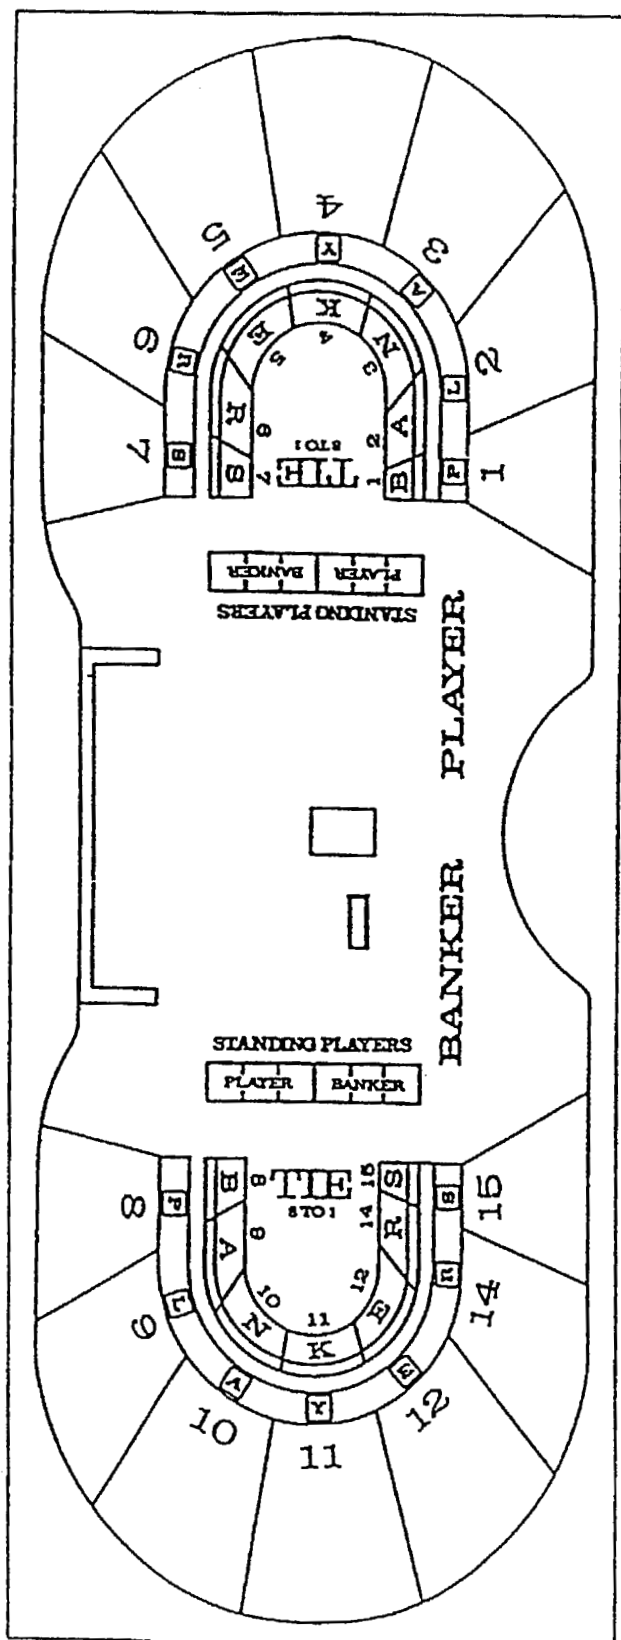 4
5
3
6
2
7
1
P L A Y E R S
B A N K E R S
1 2 3 4 5 6 7
TIE
8 TO 1
PLAYER BANKER
STANDING PLAYERS
PLAYER
BANKER
STANDING PLAYERS
PLAYER BANKER
TIE
8 TO 1
8 9 10 11 12 14 15
B A N K E R S
P L A Y E R S
8
15
9
14
10
12
11